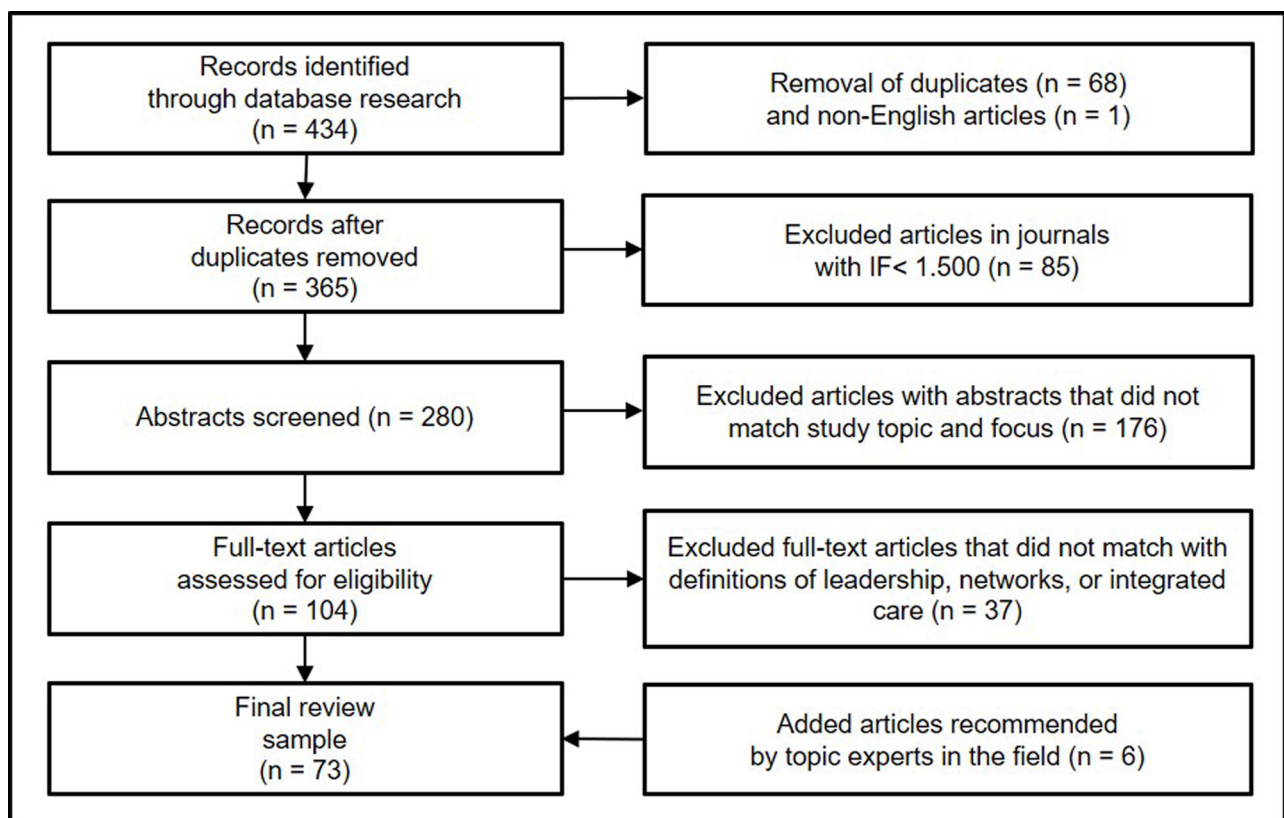 Records identified
through database research
(n = 434)
Removal of duplicates (n = 68)
and non-English articles (n = 1)
Records after
duplicates removed
(n = 365)
Excluded articles in journals
with IF< 1.500 (n = 85)
Abstracts screened (n = 280)
Excluded articles with abstracts that did not
match study topic and focus (n = 176)
Full-text articles
assessed for eligibility
(n = 104)
Excluded full-text articles that did not match with
definitions of leadership, networks, or integrated
care (n = 37)
Final review
sample
(n = 73)
Added articles recommended
by topic experts in the field (n = 6)